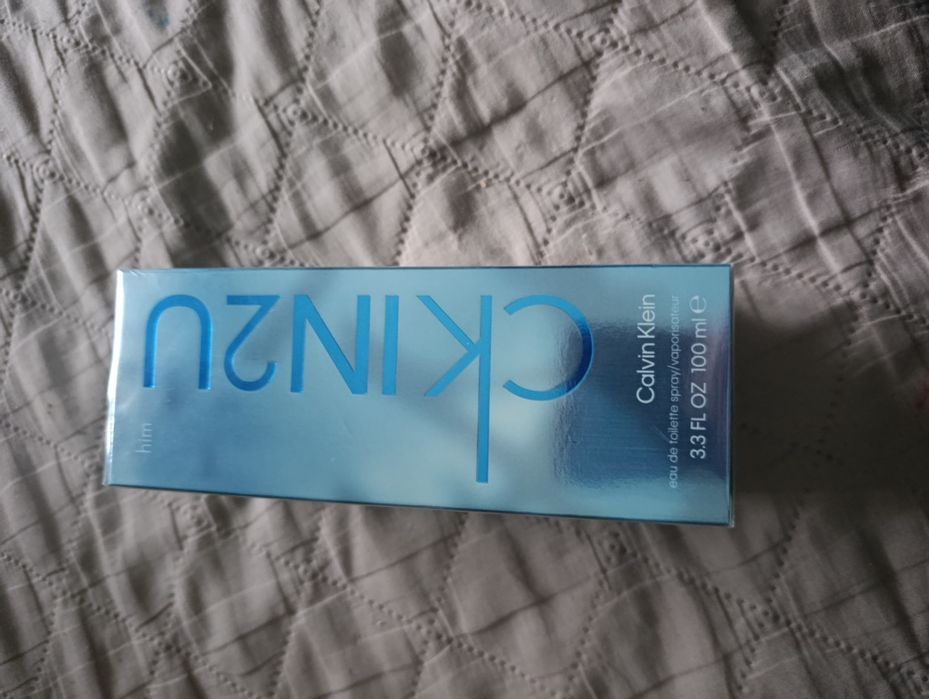 CKIN2U
him
Calvin Klein
eau de toilette spray/vaporisateur
3.3 FL OZ 100 ml ℮